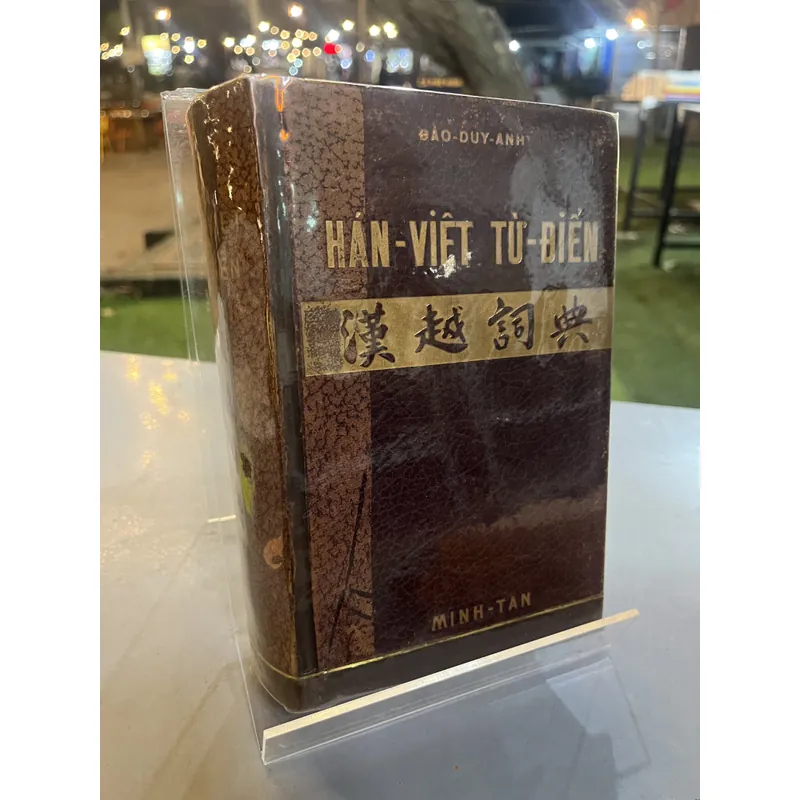 ĐÀO-DUY-ANH
HÁN-VIỆT TỪ-ĐIỂN
漢越詞典
MINH-TÂN